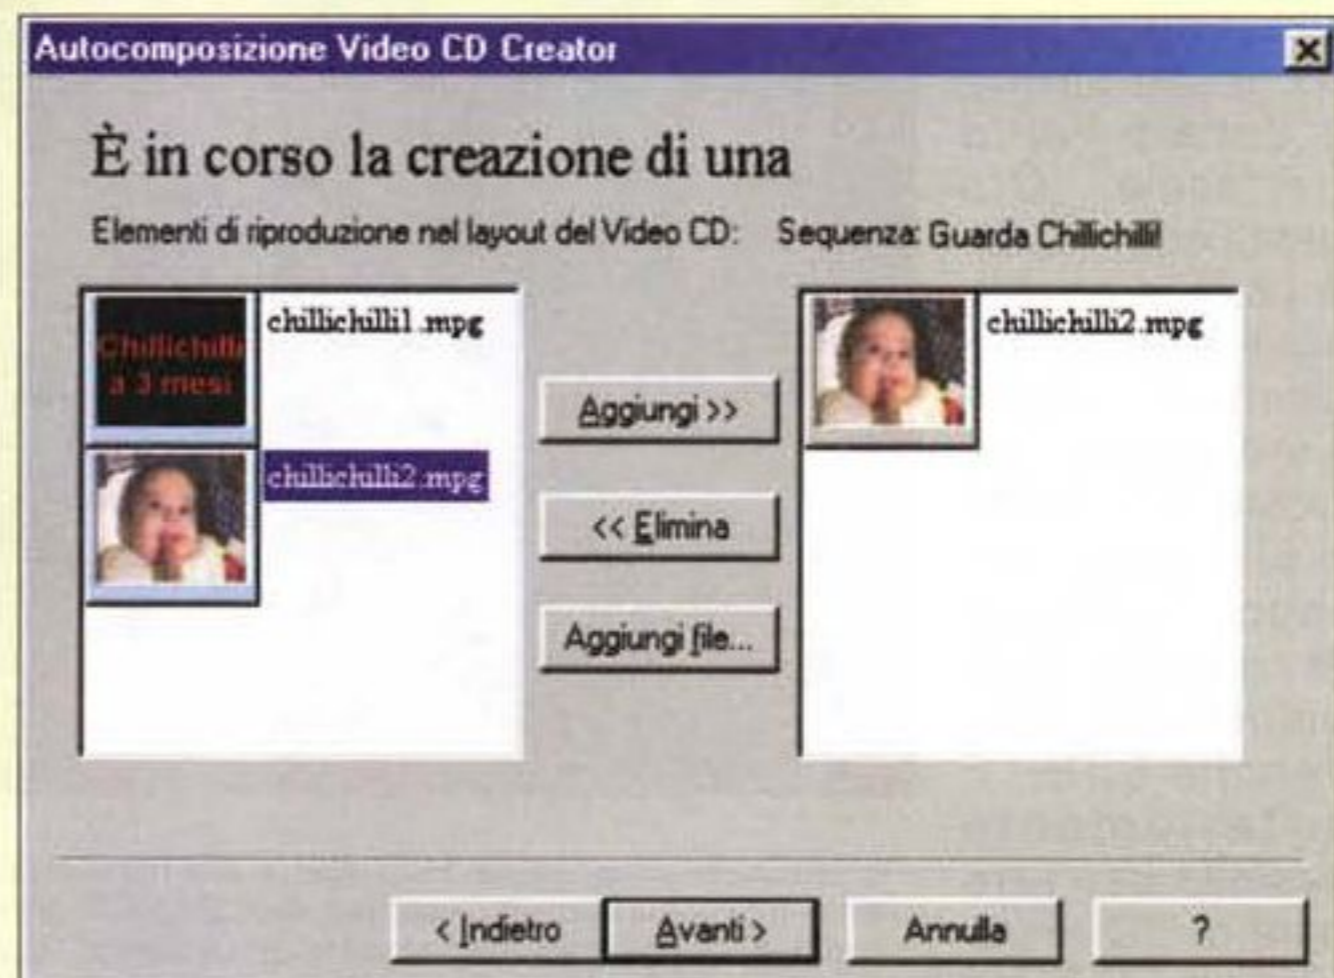 Autocomposizione Video CD Creator
È in corso la creazione di una
Elementi di riproduzione nel layout del Video CD: Sequenza: Guarda Chillichilli!
Chillichilli
a 3 mesi
chillichilli1.mpg
chillichilli2.mpg
Aggiungi >>
<< Elimina
Aggiungi file...
chillichilli2.mpg
< Indietro
Avanti >
Annulla
?